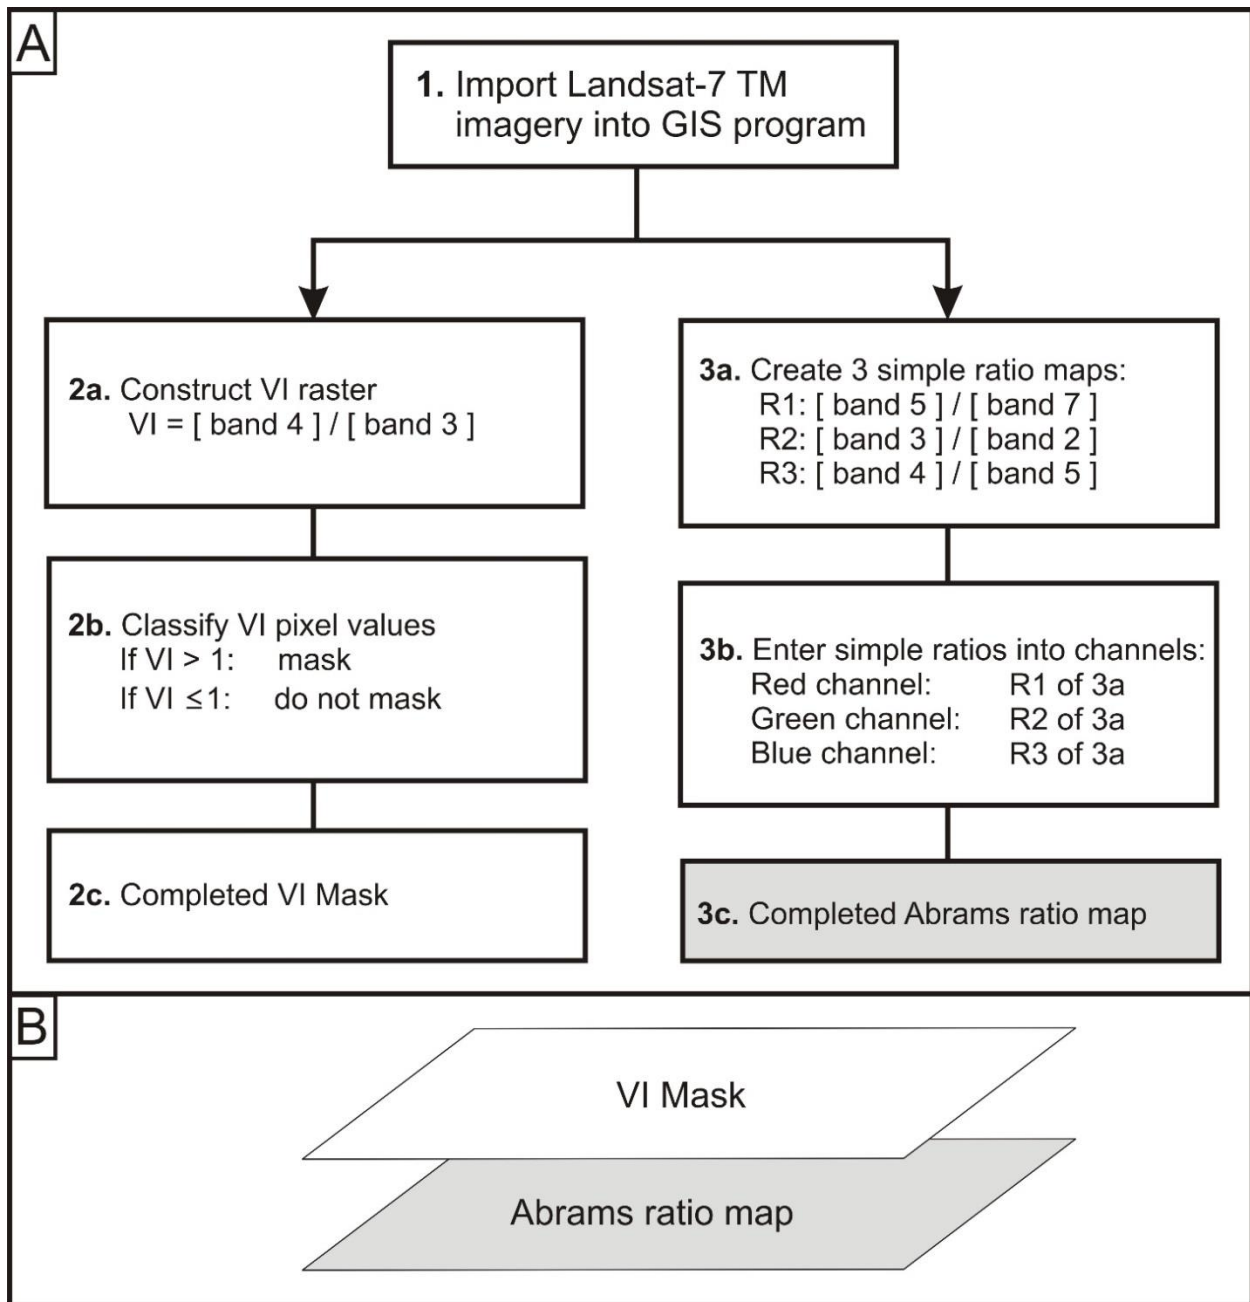 A
1. Import Landsat-7 TM
imagery into GIS program
2a. Construct VI raster
VI = [ band 4 ] / [ band 3 ]
2b. Classify VI pixel values
If VI > 1: mask
If VI ≤ 1: do not mask
2c. Completed VI Mask
3a. Create 3 simple ratio maps:
R1: [ band 5 ] / [ band 7 ]
R2: [ band 3 ] / [ band 2 ]
R3: [ band 4 ] / [ band 5 ]
3b. Enter simple ratios into channels:
Red channel: R1 of 3a
Green channel: R2 of 3a
Blue channel: R3 of 3a
3c. Completed Abrams ratio map
B
VI Mask
Abrams ratio map